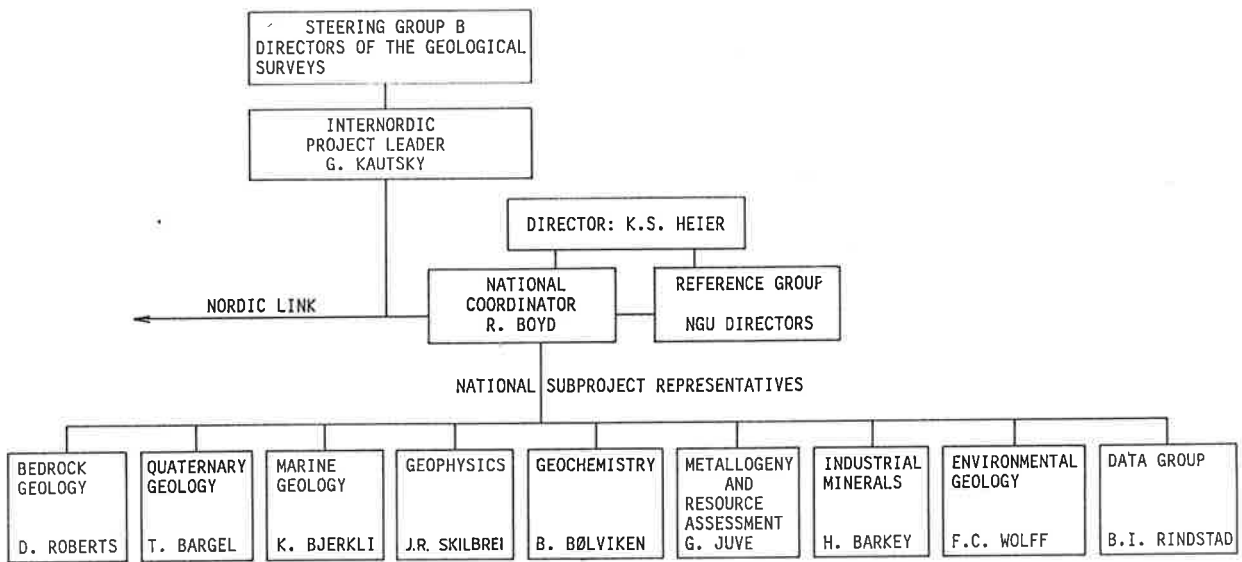 STEERING GROUP B
DIRECTORS OF THE GEOLOGICAL
SURVEYS
INTERNORDIC
PROJECT LEADER
G. KAUTSKY
DIRECTOR: K.S. HEIER
NATIONAL
COORDINATOR
R. BOYD
REFERENCE GROUP
NGU DIRECTORS
NORDIC LINK
NATIONAL SUBPROJECT REPRESENTATIVES
BEDROCK
GEOLOGY
D. ROBERTS
QUATERNARY
GEOLOGY
T. BARGEL
MARINE
GEOLOGY
K. BJERKLI
GEOPHYSICS
J.R. SKILBREI
GEOCHEMISTRY
B. BØLVIKEN
METALLOGENY
AND
RESOURCE
ASSESSMENT
G. JUVE
INDUSTRIAL
MINERALS
H. BARKEY
ENVIRONMENTAL
GEOLOGY
F.C. WOLFF
DATA GROUP
B.I. RINDSTAD